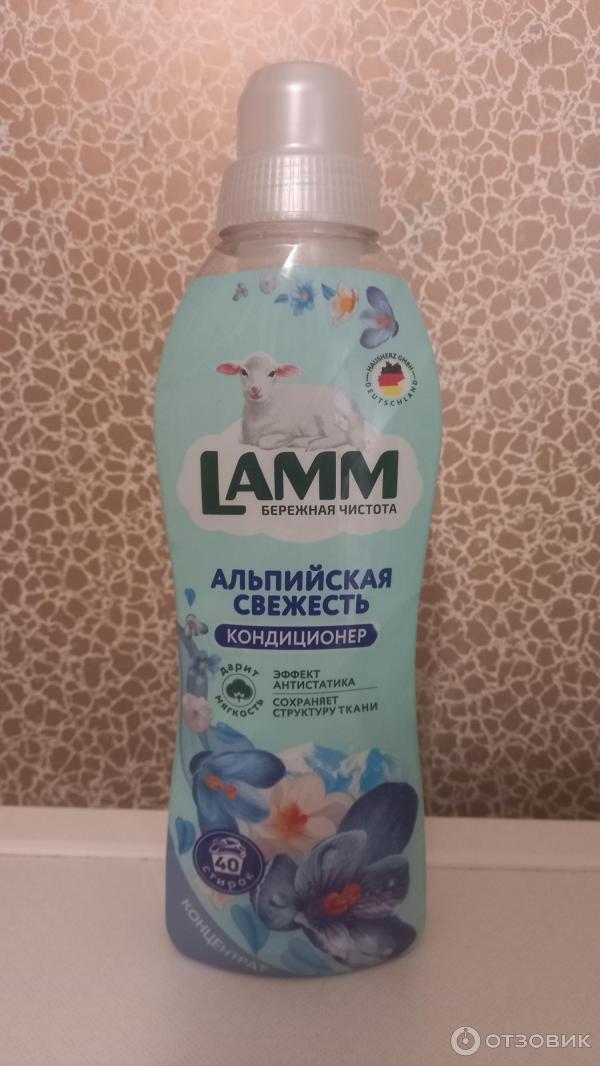 HAUSHERZ GMBH
DEUTSCHLAND
LAMM
БЕРЕЖНАЯ ЧИСТОТА
АЛЬПИЙСКАЯ
СВЕЖЕСТЬ
КОНДИЦИОНЕР
дарит
мягкость
ЭФФЕКТ
АНТИСТАТИКА
СОХРАНЯЕТ
СТРУКТУРУ ТКАНИ
40
стирок
КОНЦЕНТРАТ
ОТЗОВИК